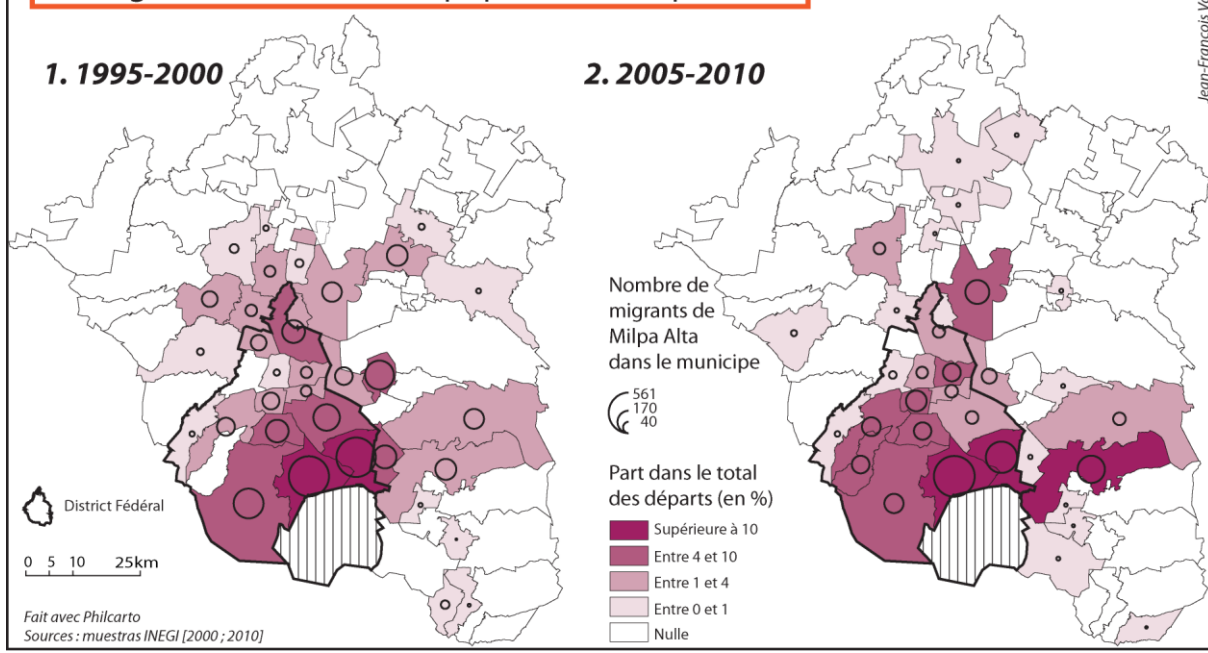 1. 1995-2000
2. 2005-2010
Nombre de
migrants de
Milpa Alta
dans le municipe
561
170
40
Part dans le total
des départs (en %)
Supérieure à 10
Entre 4 et 10
Entre 1 et 4
Entre 0 et 1
Nulle
District Fédéral
0 5 10 25km
Fait avec Philcarto
Sources : muestras INEGI [2000 ; 2010]
Jean-François